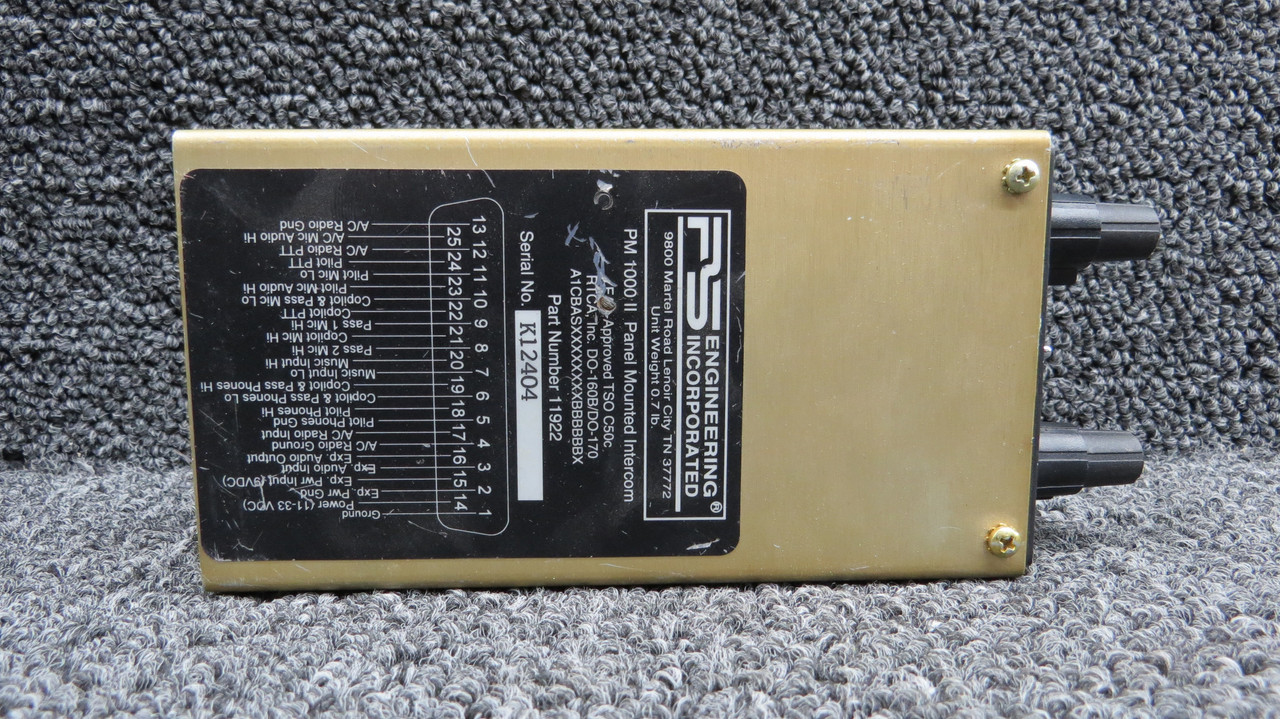 PS ENGINEERING
INCORPORATED ®
9800 Martel Road Lenoir City TN 37772
Unit Weight 0.7 lb.
PM 1000 II Panel Mounted Intercom
Approved TSO C50c
RTCA, Inc. DO-160B/DO-170
Part Number 11922
Serial No. K12404
13 12 11 10 9 8 7 6 5 4 3 2 1
25 24 23 22 21 20 19 18 17 16 15 14
A/C Radio Gnd
A/C Mic Audio Hi
A/C Radio PTT
Pilot PTT
Pilot Mic Lo
Pilot Mic Audio Hi
Copilot & Pass Mic Lo
Copilot PTT
Pass 1 Mic Hi
Copilot Mic Hi
Pass 2 Mic Hi
Music Input Hi
Music Input Lo
Copilot & Pass Phones Hi
Copilot & Pass Phones Lo
Pilot Phones Hi
Pilot Phones Gnd
A/C Radio Input
A/C Radio Ground
Exp. Audio Output
Exp. Audio Input
Exp. Pwr Input (5VDC)
Exp. Pwr Gnd
Power (11-33 VDC)
Ground